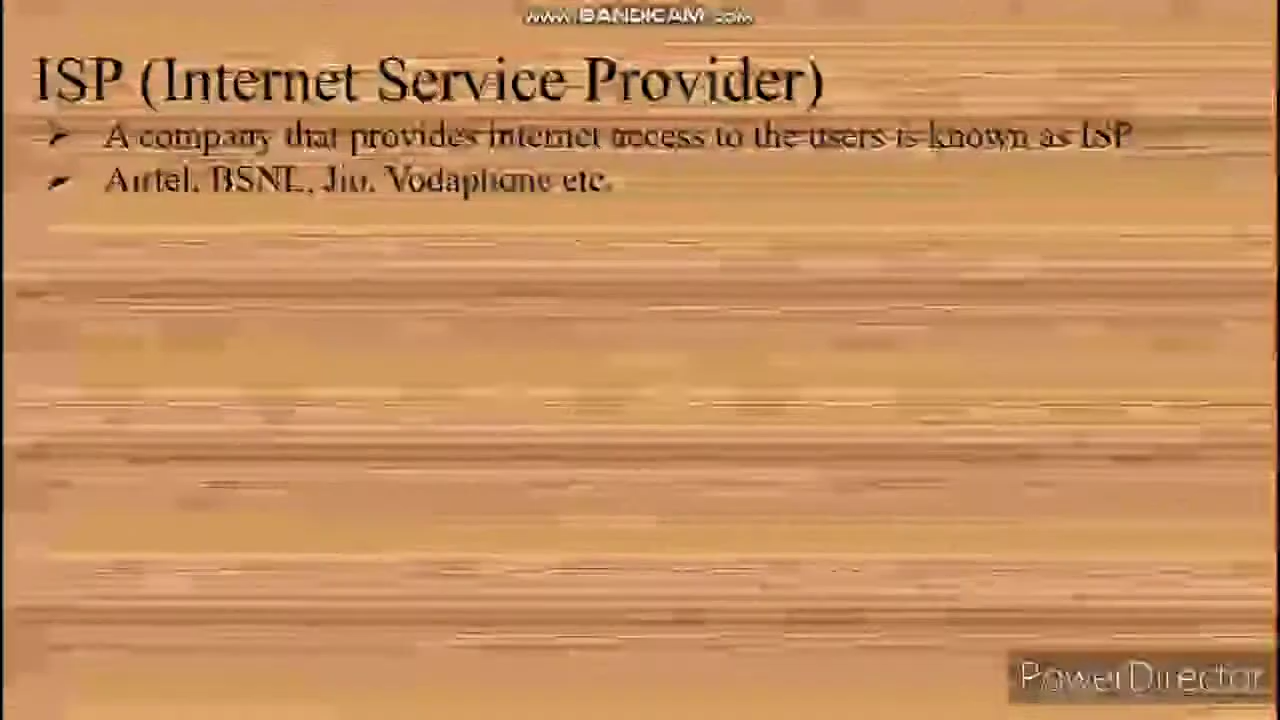 www.BANDICAM.com
ISP (Internet Service Provider)
➢ A company that provides internet access to the users is known as ISP
➢ Airtel, BSNL, Jio, Vodaphone etc.
PowerDirector